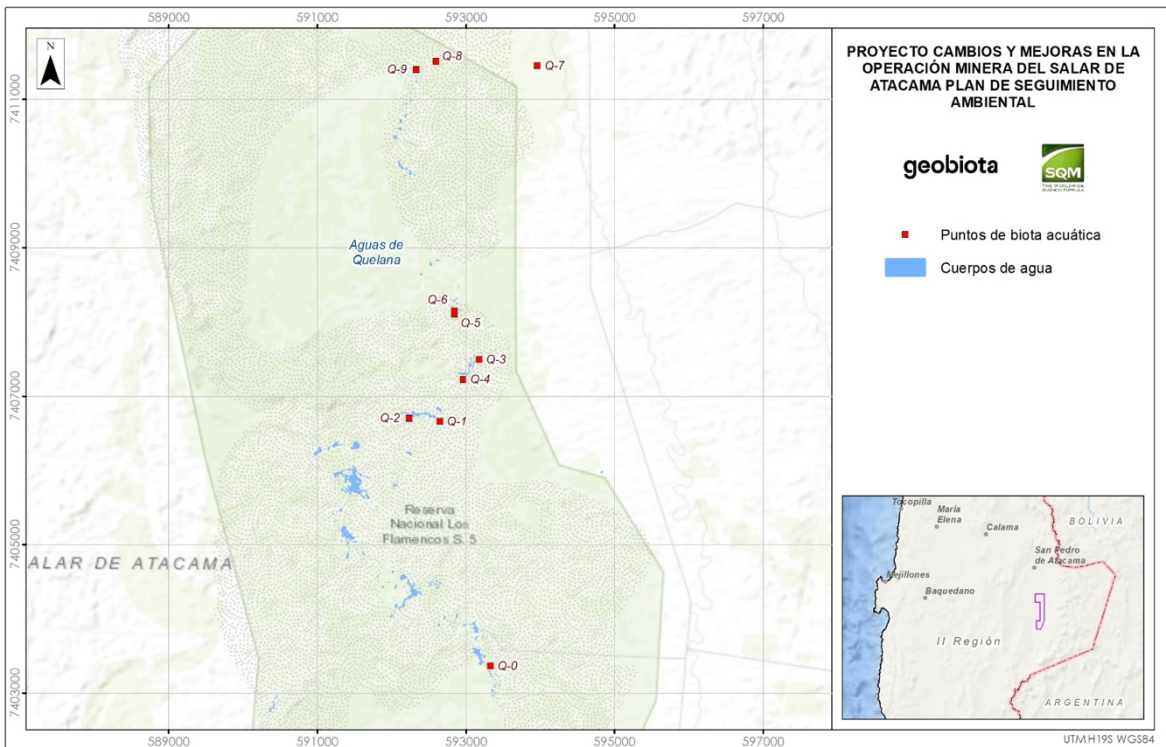 589000 591000 593000 595000 597000
N
Q-8
Q-9
Q-7
7411000
7409000
Aguas de
Quelana
Q-6
Q-5
Q-3
Q-4
7407000
Q-2
Q-1
Reserva
Nacional Los
Flamencos S. 5
7405000
ALAR DE ATACAMA
Q-0
7403000
589000 591000 593000 595000 597000
PROYECTO CAMBIOS Y MEJORAS EN LA
OPERACIÓN MINERA DEL SALAR DE
ATACAMA PLAN DE SEGUIMIENTO
AMBIENTAL
geobiota
SQM
THE WORLDWIDE
BUSINESS FORMULA
Puntos de biota acuática
Cuerpos de agua
Tocopilla
María
Elena
Calama
BOLIVIA
San Pedro
de Atacama
Mejillones
Baquedano
II Región
ARGENTINA
UTM H19S WGS84